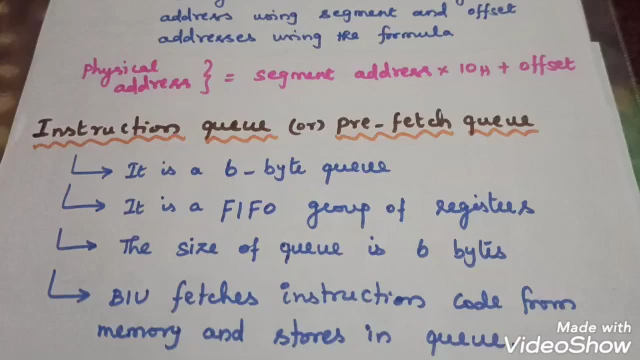 address using segment and offset
addresses using the formula
physical address } = segment address × 10H + offset
Instruction queue (or) pre-fetch queue
It is a 6-byte queue
It is a FIFO group of registers
The size of queue is 6 bytes
BIU fetches instruction code from
memory and stores in queue
Made with
VideoShow